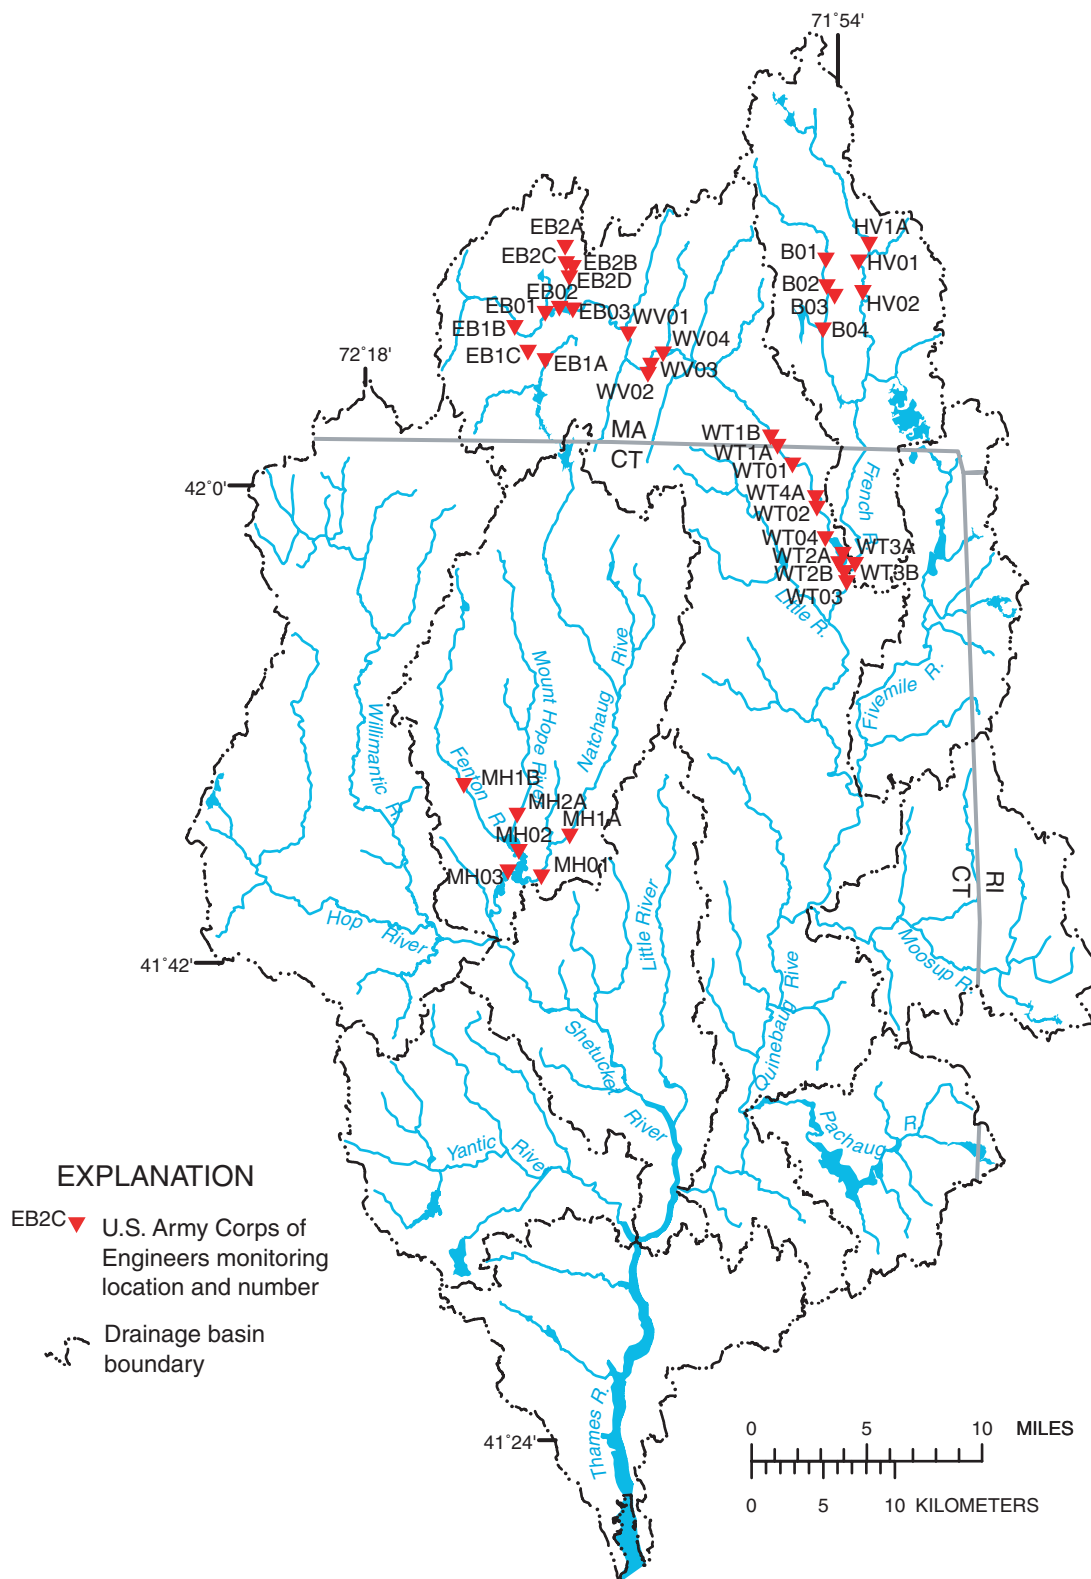 71°54'
HV1A
EB2A
B01
HV01
EB2C
EB2B
EB2D
B02
HV02
EB02
B03
EB01
EB03
WV01
B04
EB1B
WV04
EB1C
EB1A
WV03
WV02
72°18'
MA
CT
WT1B
WT1A
WT01
42°0'
WT4A
WT02
French R.
WT04
WT3A
WT2A
WT2B
WT3B
WT03
Little R.
Mount Hope River
Natchaug Rive
Fivemile R.
Willimantic R.
Fenton R.
MH1B
MH2A
MH1A
MH02
MH03
MH01
RI
CT
Hop River
Little River
Moosup R.
41°42'
Quinebaug Rive
Shetucket River
Pachaug R.
Yantic River
EXPLANATION
EB2C
U.S. Army Corps of
Engineers monitoring
location and number
Drainage basin
boundary
Thames R.
41°24'
0 5 10 MILES
0 5 10 KILOMETERS